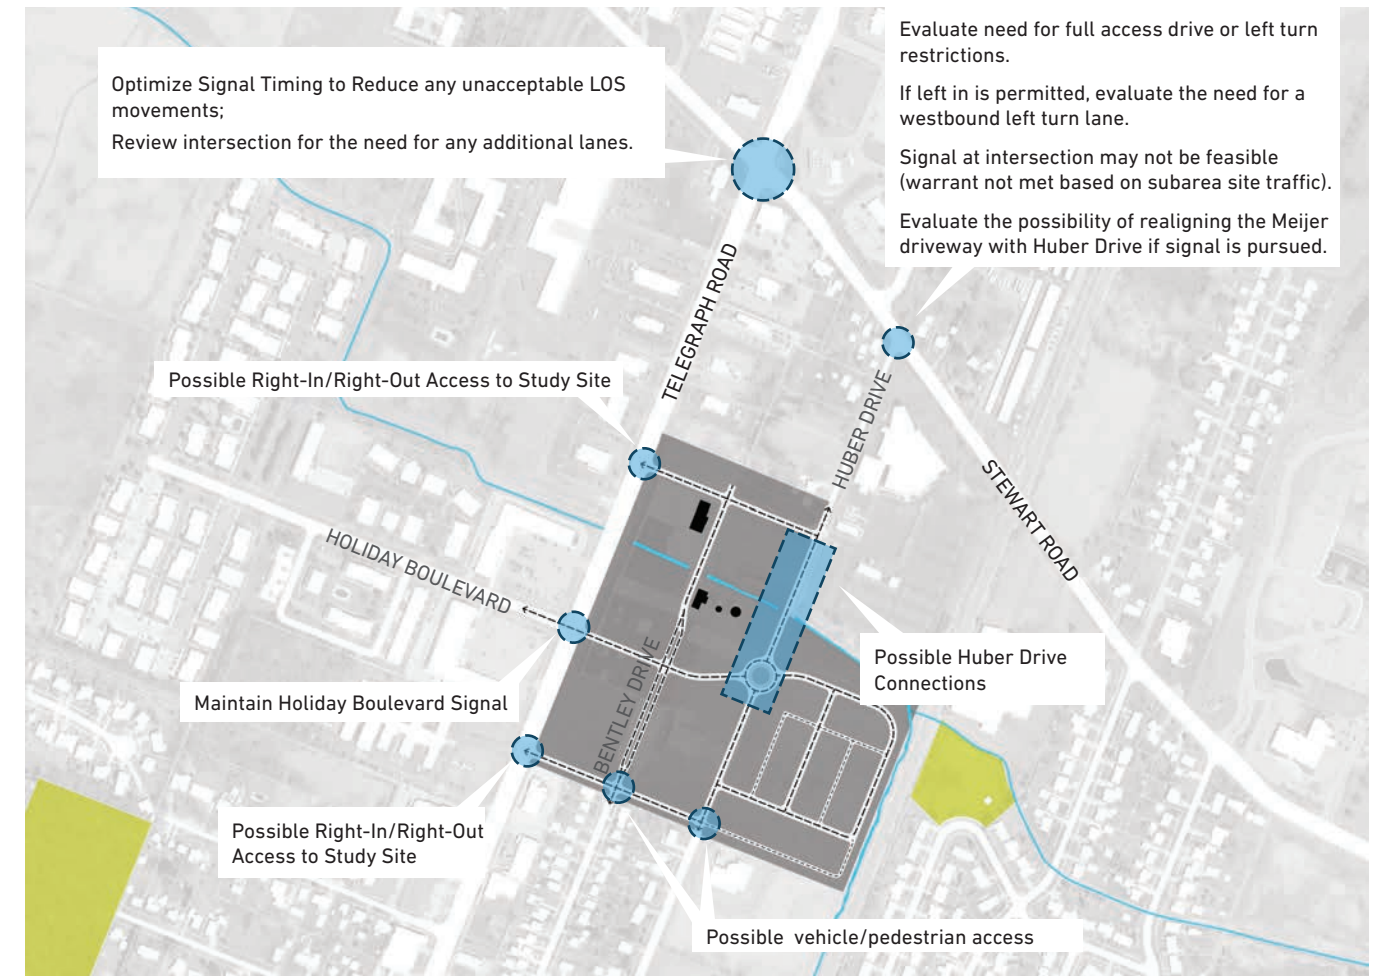 Evaluate need for full access drive or left turn
restrictions.
If left in is permitted, evaluate the need for a
westbound left turn lane.
Signal at intersection may not be feasible
(warrant not met based on subarea site traffic).
Evaluate the possibility of realigning the Meijer
driveway with Huber Drive if signal is pursued.
Optimize Signal Timing to Reduce any unacceptable LOS
movements;
Review intersection for the need for any additional lanes.
TELEGRAPH ROAD
Possible Right-In/Right-Out Access to Study Site
HUBER DRIVE
STEWART ROAD
HOLIDAY BOULEVARD
Possible Huber Drive
Connections
Maintain Holiday Boulevard Signal
BENTLEY DRIVE
Possible Right-In/Right-Out
Access to Study Site
Possible vehicle/pedestrian access